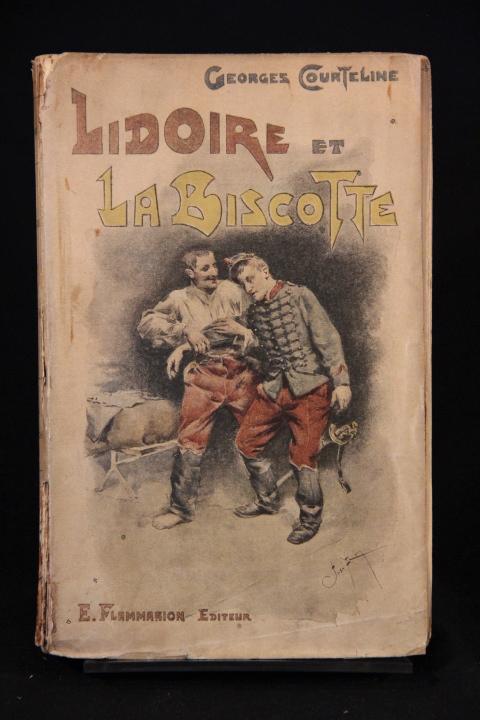 GEORGES COURTELINE
LIDOIRE ET
LA BISCOTTE
E. FLAMMARION EDITEUR